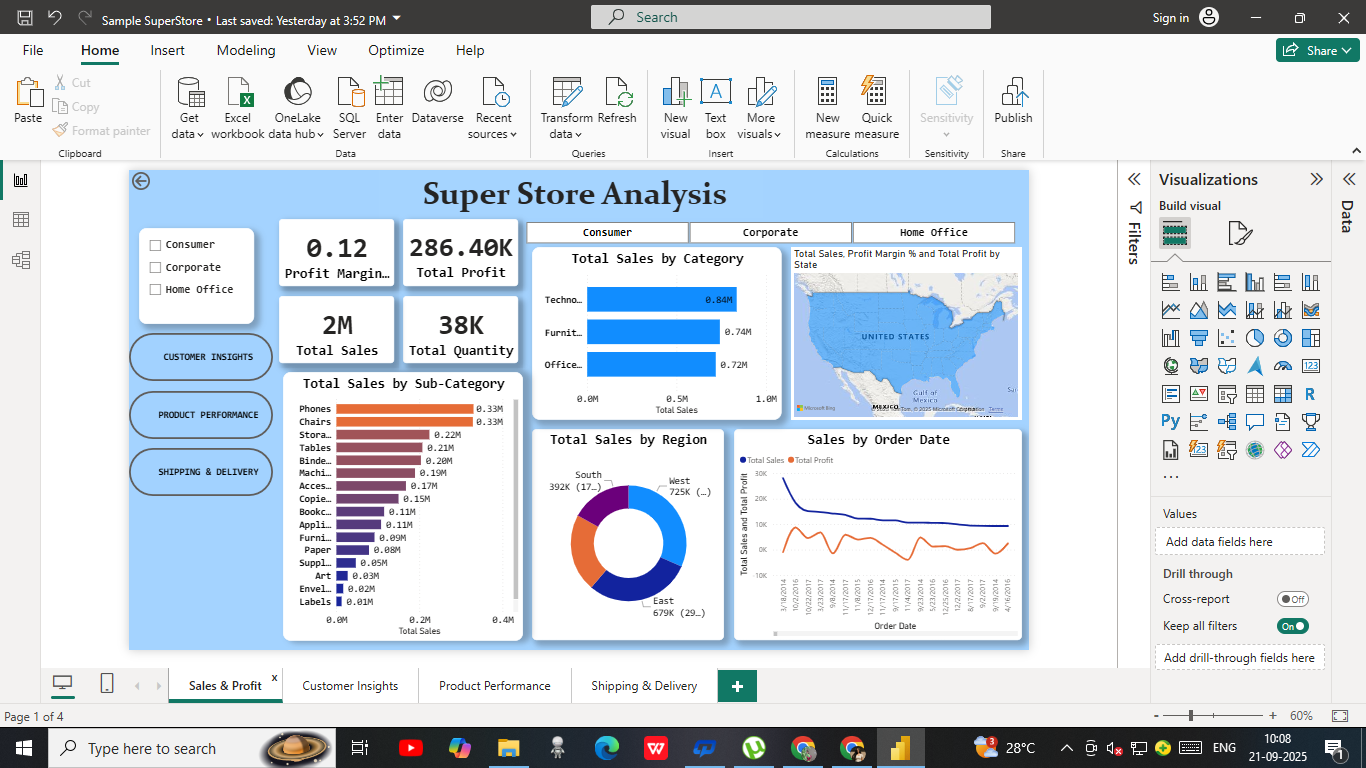 Sample SuperStore • Last saved: Yesterday at 3:52 PM
Search
Sign in
File Home Insert Modeling View Optimize Help
Share
Paste
Cut
Copy
Format painter
Clipboard
Get data
Excel workbook
OneLake data hub
SQL Server
Enter data
Dataverse
Recent sources
Data
Transform data
Refresh
Queries
New visual
Text box
More visuals
Insert
New measure
Quick measure
Calculations
Sensitivity
Sensitivity
Publish
Share
Super Store Analysis
Consumer
Corporate
Home Office
CUSTOMER INSIGHTS
PRODUCT PERFORMANCE
SHIPPING & DELIVERY
0.12
Profit Margin...
286.40K
Total Profit
2M
Total Sales
38K
Total Quantity
Consumer Corporate Home Office
Total Sales by Category
Techno... 0.84M
Furnit... 0.74M
Office... 0.72M
0.0M 0.5M 1.0M
Total Sales
Total Sales, Profit Margin % and Total Profit by State
UNITED STATES
Gulf of Mexico
MEXICO
Microsoft Bing
Terms
Total Sales by Sub-Category
Phones 0.33M
Chairs 0.33M
Stora... 0.22M
Tables 0.21M
Binde... 0.20M
Machi... 0.19M
Acces... 0.17M
Copie... 0.15M
Bookc... 0.11M
Appli... 0.11M
Furni... 0.09M
Paper 0.08M
Suppl... 0.05M
Art 0.03M
Envel... 0.02M
Labels 0.01M
0.0M 0.2M 0.4M
Total Sales
Total Sales by Region
South
392K (17...)
West
725K (...)
East
679K (29...)
Sales by Order Date
Total Sales Total Profit
Total Sales and Total Profit
30K
20K
10K
0K
10K
3/18/2014
10/2/2016
10/22/2017
3/23/2017
9/8/2014
11/17/2017
11/8/2015
12/17/2016
11/17/2014
11/4/2017
9/23/2014
5/23/2016
12/25/2016
12/2/2017
8/17/2017
9/2/2017
9/19/2014
4/16/2016
Order Date
Filters
Visualizations
Build visual
Data
Values
Add data fields here
Drill through
Cross-report Off
Keep all filters On
Add drill-through fields here
Sales & Profit x
Customer Insights
Product Performance
Shipping & Delivery
Page 1 of 4
60%
Type here to search
3
28°C
ENG
10:08
21-09-2025
1